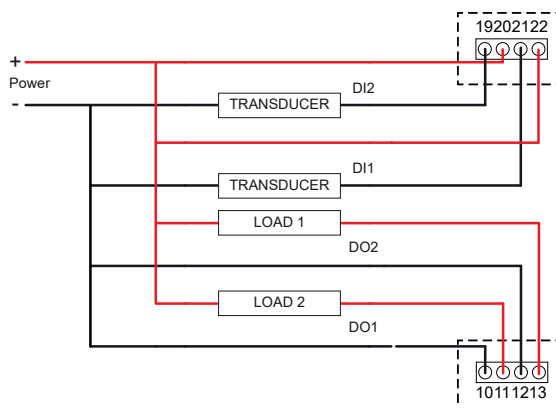 19202122
+
Power
-
DI2
TRANSDUCER
DI1
TRANSDUCER
LOAD 1
DO2
LOAD 2
DO1
10111213